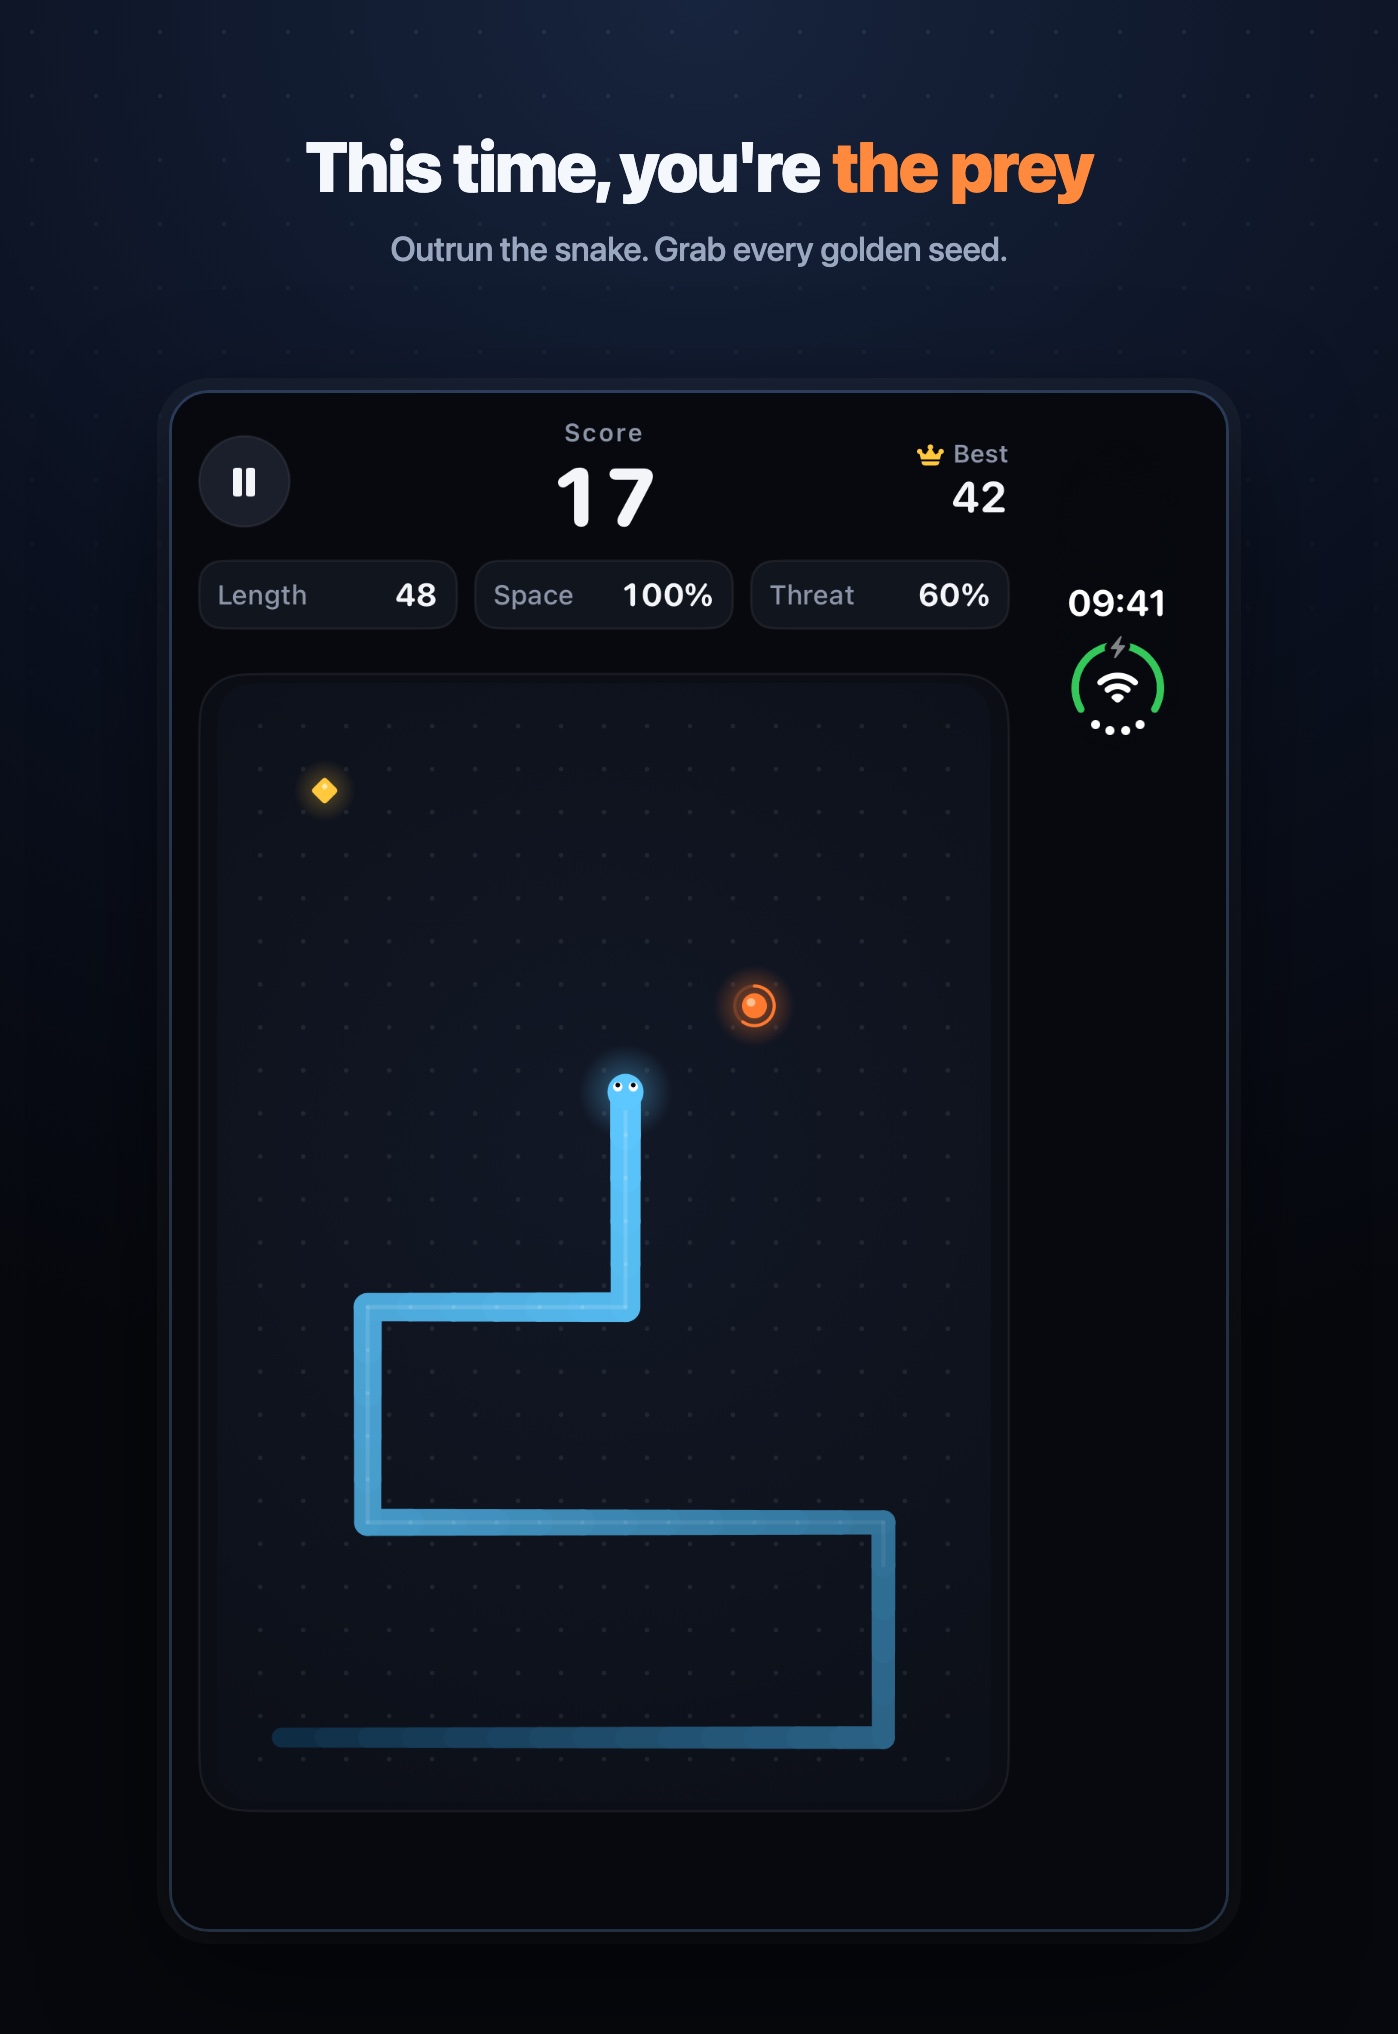 This time, you're the prey
Outrun the snake. Grab every golden seed.
Score
17
Best
42
Length 48
Space 100%
Threat 60%
09:41